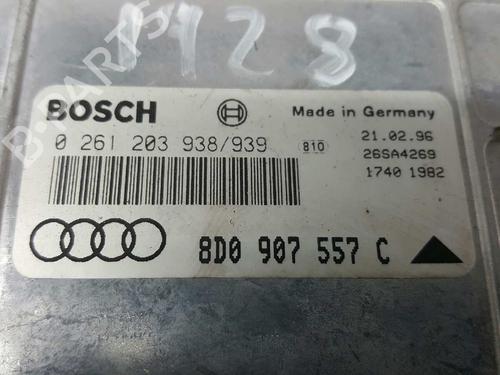 1128
BOSCH
Made in Germany
0 261 203 938/939
810
21.02.96
26SA4269
1740 1982
8D0 907 557 C
B-PARTS